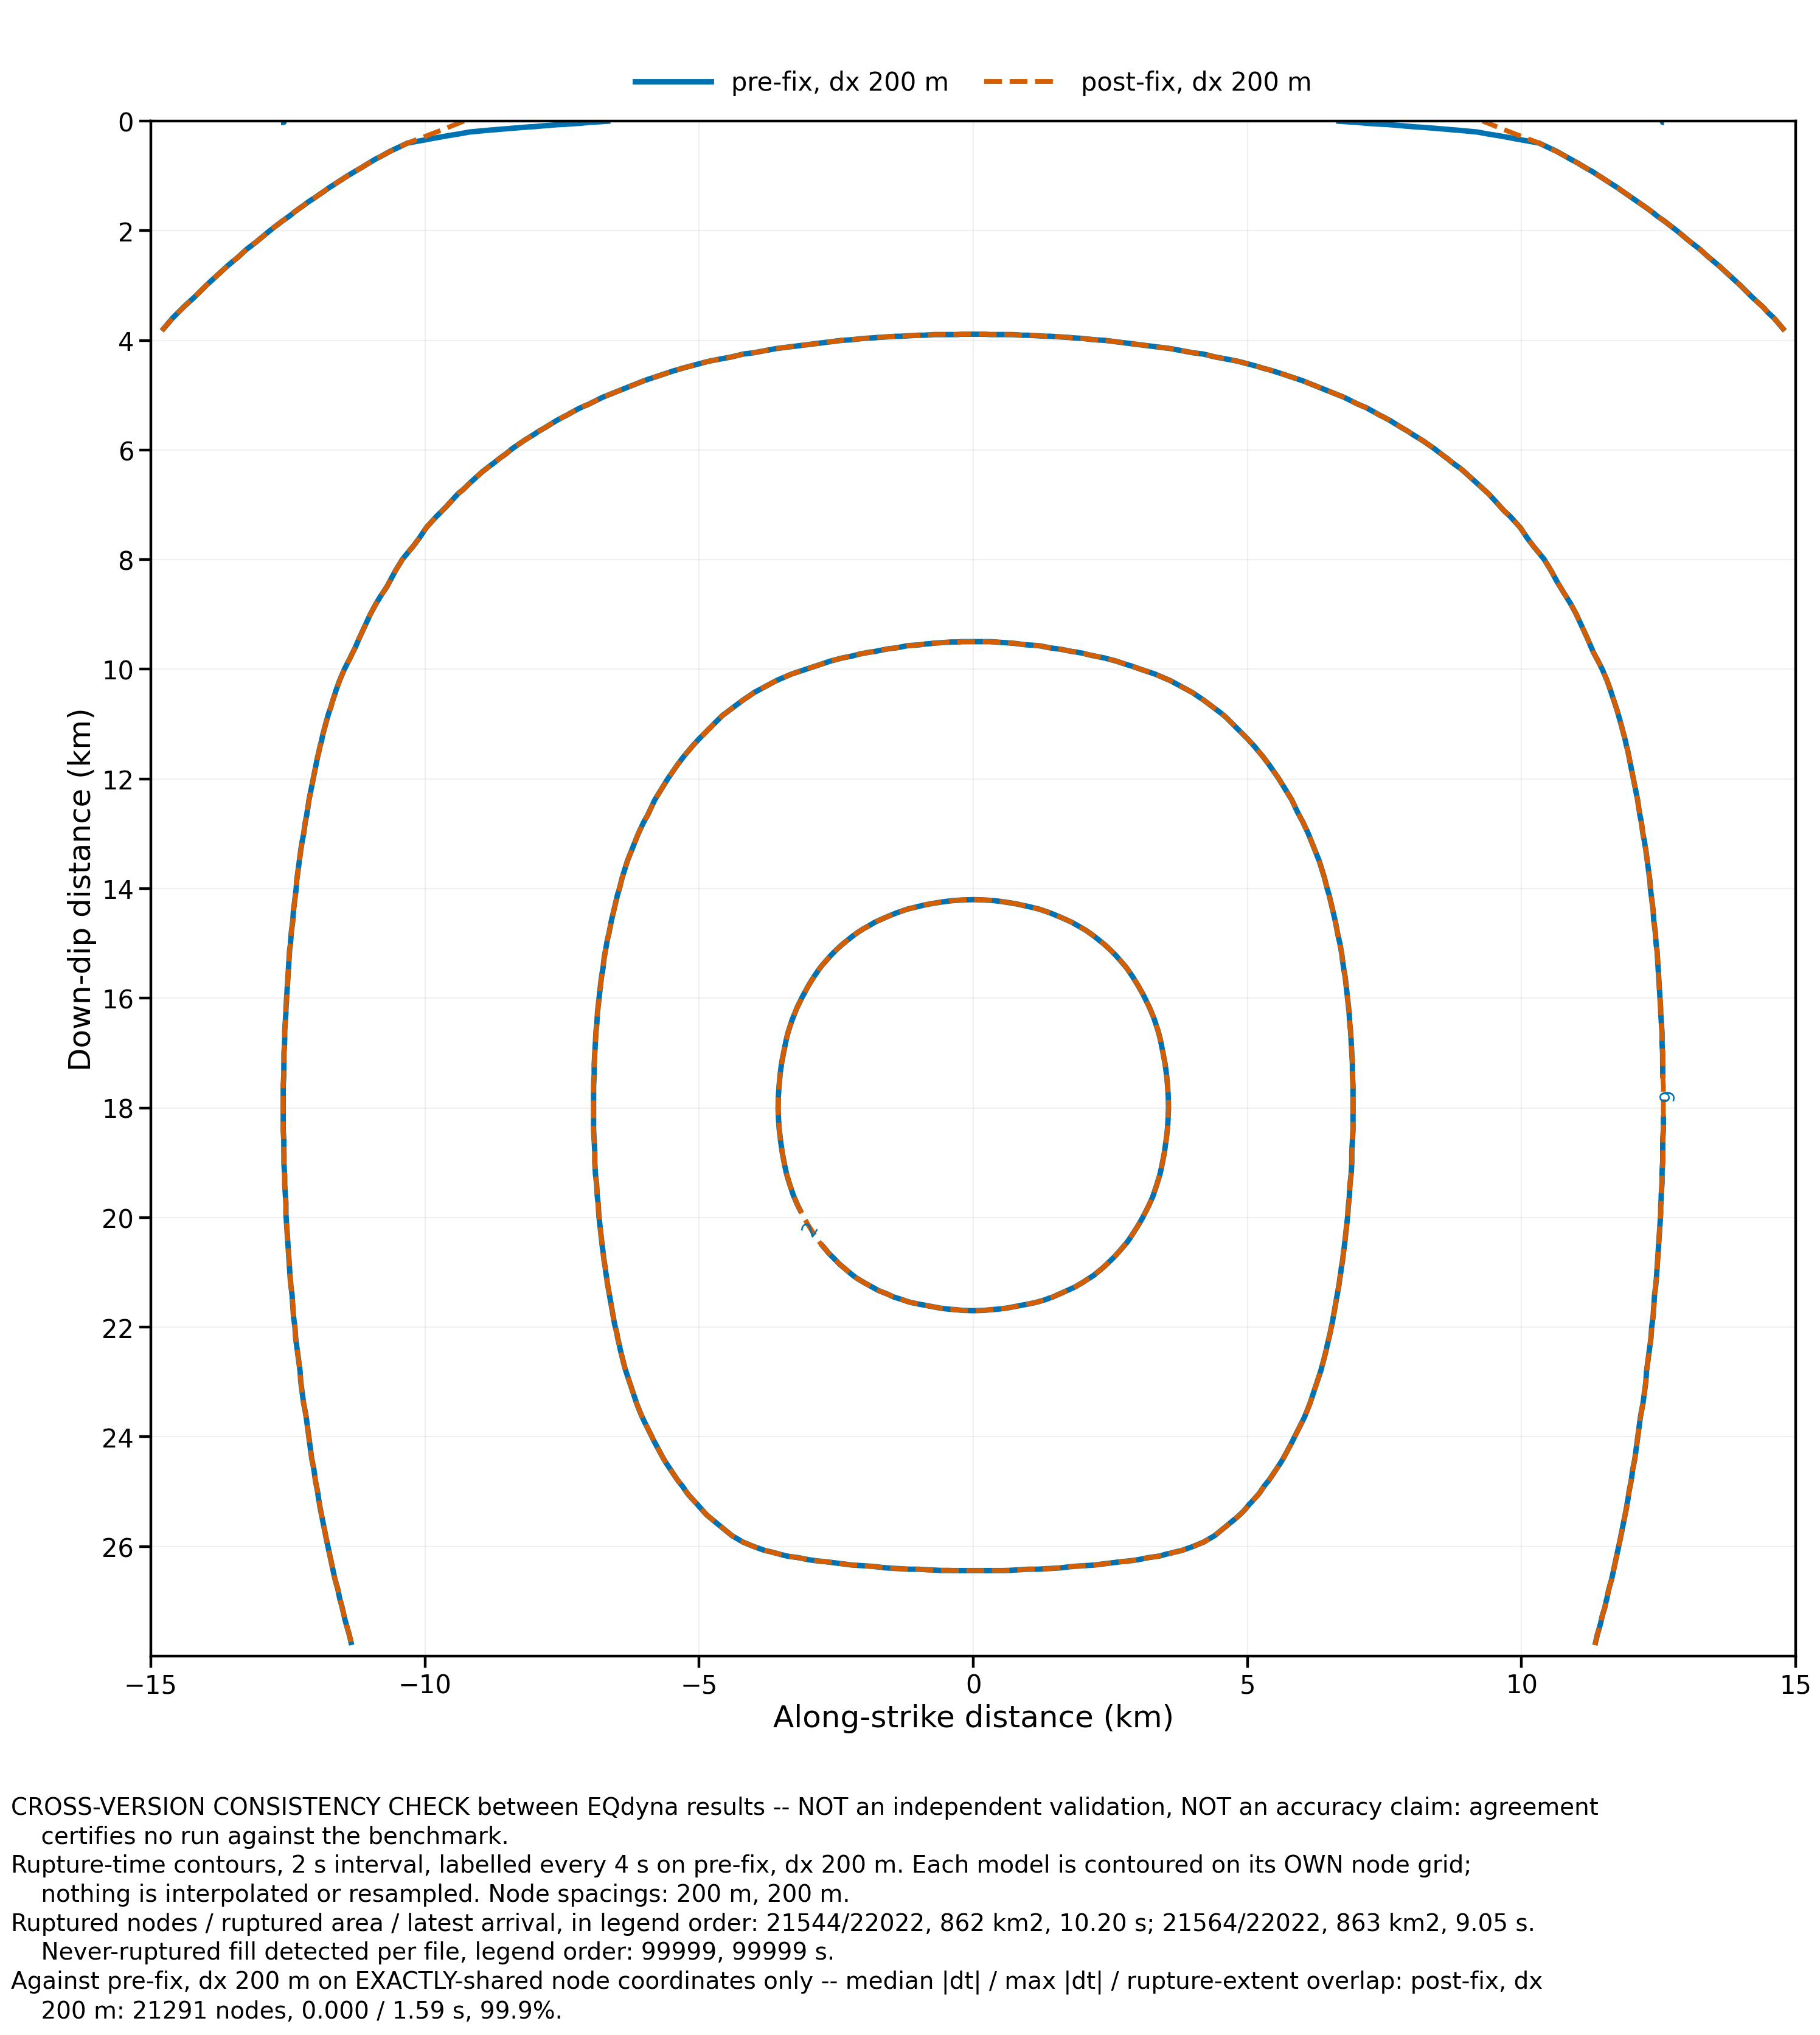 pre-fix, dx 200 m
post-fix, dx 200 m
0
2
4
6
8
10
12
14
16
18
20
22
24
26
Down-dip distance (km)
6
2
−15
−10
−5
0
5
10
15
Along-strike distance (km)
CROSS-VERSION CONSISTENCY CHECK between EQdyna results -- NOT an independent validation, NOT an accuracy claim: agreement
certifies no run against the benchmark.
Rupture-time contours, 2 s interval, labelled every 4 s on pre-fix, dx 200 m. Each model is contoured on its OWN node grid;
nothing is interpolated or resampled. Node spacings: 200 m, 200 m.
Ruptured nodes / ruptured area / latest arrival, in legend order: 21544/22022, 862 km2, 10.20 s; 21564/22022, 863 km2, 9.05 s.
Never-ruptured fill detected per file, legend order: 99999, 99999 s.
Against pre-fix, dx 200 m on EXACTLY-shared node coordinates only -- median |dt| / max |dt| / rupture-extent overlap: post-fix, dx
200 m: 21291 nodes, 0.000 / 1.59 s, 99.9%.